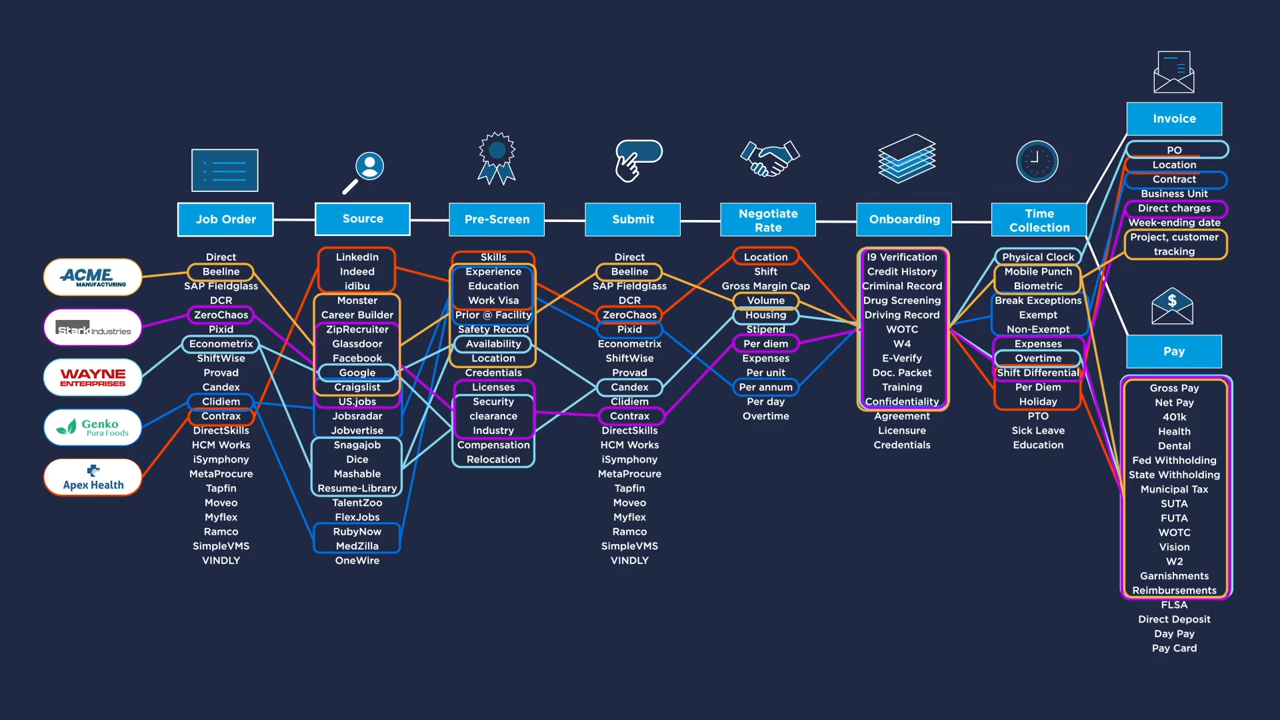 Invoice
PO
Location
Contract
Business Unit
Direct charges
Week-ending date
Project, customer
tracking
Job Order
Source
Pre-Screen
Submit
Negotiate
Rate
Onboarding
Time
Collection
ACME
MANUFACTURING
Stark Industries
WAYNE
ENTERPRISES
Genko
Pura Foods
Apex Health
Direct
Beeline
SAP Fieldglass
DCR
ZeroChaos
Pixid
Econometrix
ShiftWise
Provad
Candex
Clidiem
Contrax
DirectSkills
HCM Works
iSymphony
MetaProcure
Tapfin
Moveo
Myflex
Ramco
SimpleVMS
VINDLY
LinkedIn
Indeed
idibu
Monster
Career Builder
ZipRecruiter
Glassdoor
Facebook
Google
Craigslist
US.jobs
Jobsradar
Jobvertise
Snagajob
Dice
Mashable
Resume-Library
TalentZoo
FlexJobs
RubyNow
MedZilla
OneWire
Skills
Experience
Education
Work Visa
Prior @ Facility
Safety Record
Availability
Location
Credentials
Licenses
Security
clearance
Industry
Compensation
Relocation
Direct
Beeline
SAP Fieldglass
DCR
ZeroChaos
Pixid
Econometrix
ShiftWise
Provad
Candex
Clidiem
Contrax
DirectSkills
HCM Works
iSymphony
MetaProcure
Tapfin
Moveo
Myflex
Ramco
SimpleVMS
VINDLY
Location
Shift
Gross Margin Cap
Volume
Housing
Stipend
Per diem
Expenses
Per unit
Per annum
Per day
Overtime
I9 Verification
Credit History
Criminal Record
Drug Screening
Driving Record
WOTC
W4
E-Verify
Doc. Packet
Training
Confidentiality
Agreement
Licensure
Credentials
Physical Clock
Mobile Punch
Biometric
Break Exceptions
Exempt
Non-Exempt
Expenses
Overtime
Shift Differential
Per Diem
Holiday
PTO
Sick Leave
Education
$
Pay
Gross Pay
Net Pay
401k
Health
Dental
Fed Withholding
State Withholding
Municipal Tax
SUTA
FUTA
WOTC
Vision
W2
Garnishments
Reimbursements
FLSA
Direct Deposit
Day Pay
Pay Card